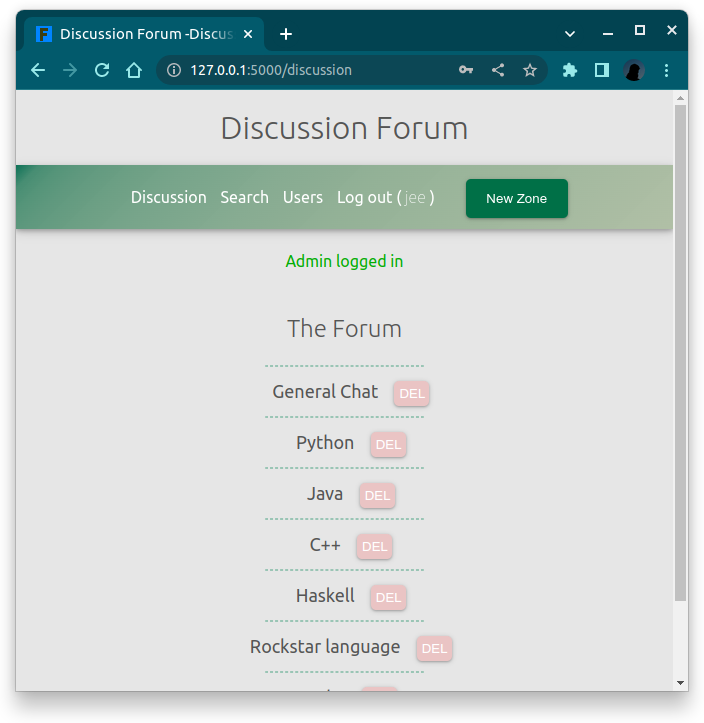 Discussion Forum -Discus
127.0.0.1:5000/discussion
Discussion Forum
Discussion Search Users Log out ( jee ) New Zone
Admin logged in
The Forum
General Chat DEL
Python DEL
Java DEL
C++ DEL
Haskell DEL
Rockstar language DEL